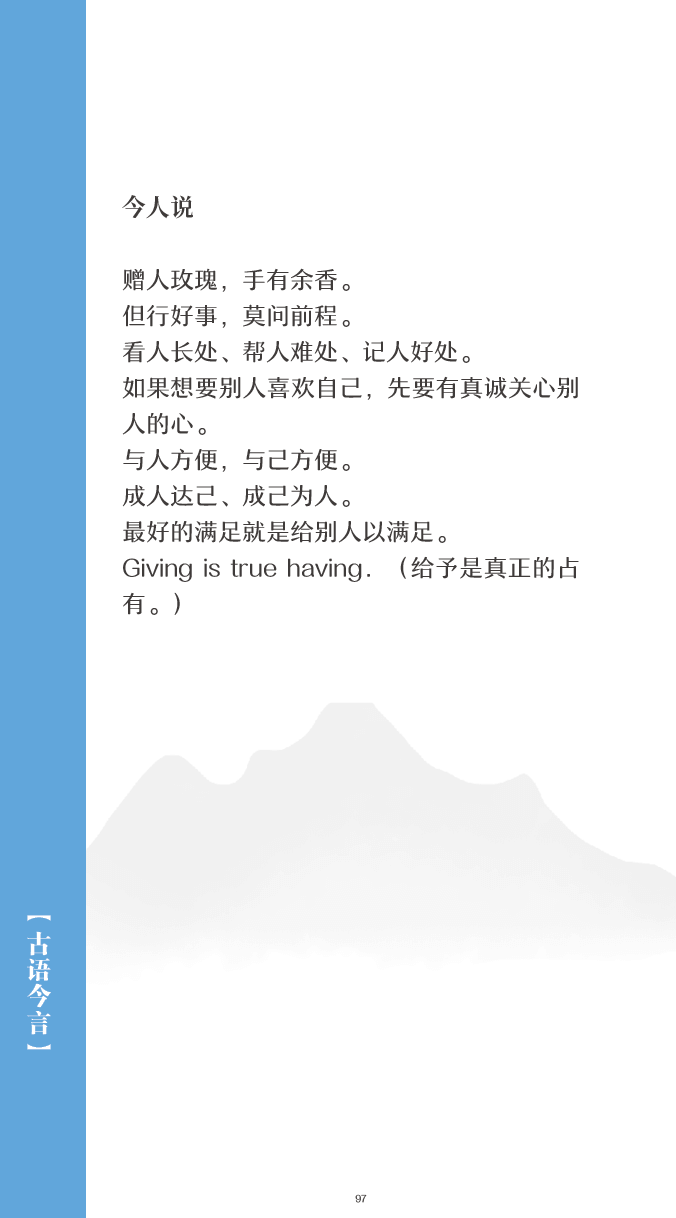 今人说
赠人玫瑰，手有余香。
但行好事，莫问前程。
看人长处、帮人难处、记人好处。
如果想要别人喜欢自己，先要有真诚关心别
人的心。
与人方便，与己方便。
成人达己、成己为人。
最好的满足就是给别人以满足。
Giving is true having．（给予是真正的占
有。）
【古语今言】
97